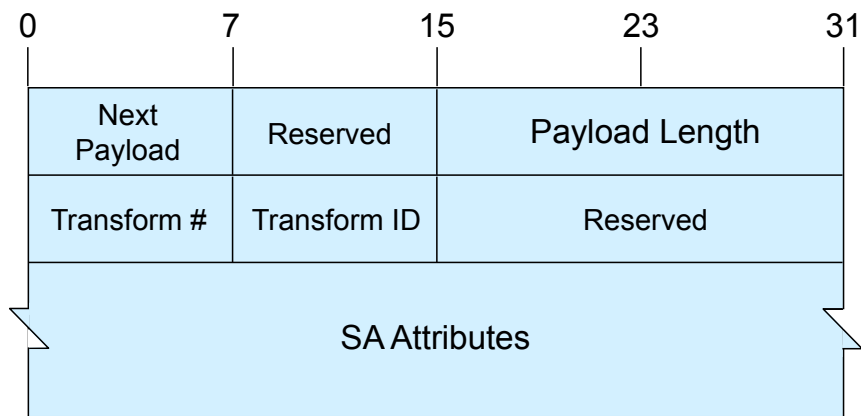 0 7 15 23 31
Next
Payload
Reserved
Payload Length
Transform #
Transform ID
Reserved
SA Attributes